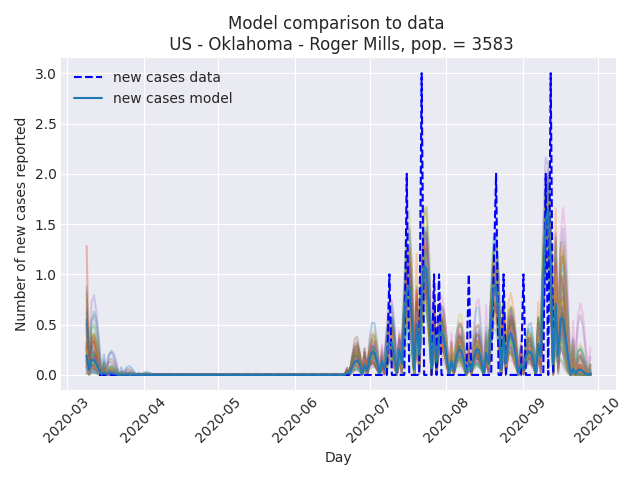 Model comparison to data
US - Oklahoma - Roger Mills, pop. = 3583
new cases data
new cases model
Number of new cases reported
3.0
2.5
2.0
1.5
1.0
0.5
0.0
2020-03
2020-04
2020-05
2020-06
2020-07
2020-08
2020-09
2020-10
Day